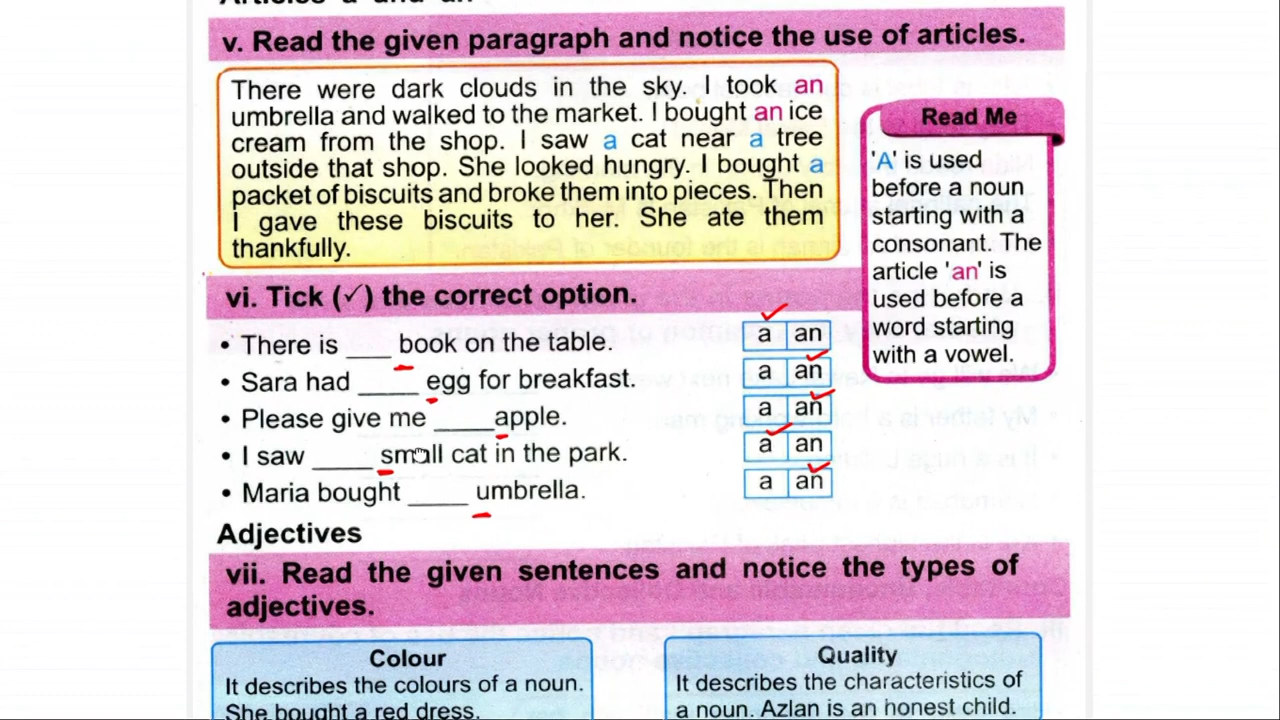 Articles 'a' and 'an'
v. Read the given paragraph and notice the use of articles.
There were dark clouds in the sky. I took an
umbrella and walked to the market. I bought an ice
cream from the shop. I saw a cat near a tree
outside that shop. She looked hungry. I bought a
packet of biscuits and broke them into pieces. Then
I gave these biscuits to her. She ate them
thankfully.
Read Me
'A' is used
before a noun
starting with a
consonant. The
article 'an' is
used before a
word starting
with a vowel.
vi. Tick (✓) the correct option.
• There is ___ book on the table. a an
• Sara had ____ egg for breakfast. a an
• Please give me ____apple. a an
• I saw ____ small cat in the park. a an
• Maria bought ____ umbrella. a an
Adjectives
vii. Read the given sentences and notice the types of
adjectives.
Colour
It describes the colours of a noun.
She bought a red dress.
Quality
It describes the characteristics of
a noun. Azlan is an honest child.